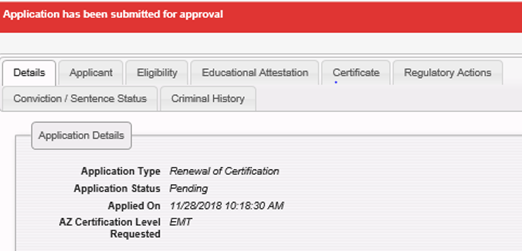 Application has been submitted for approval
Details Applicant Eligibility Educational Attestation Certificate Regulatory Actions
Conviction / Sentence Status Criminal History
Application Details
Application Type Renewal of Certification
Application Status Pending
Applied On 11/28/2018 10:18:30 AM
AZ Certification Level EMT
Requested